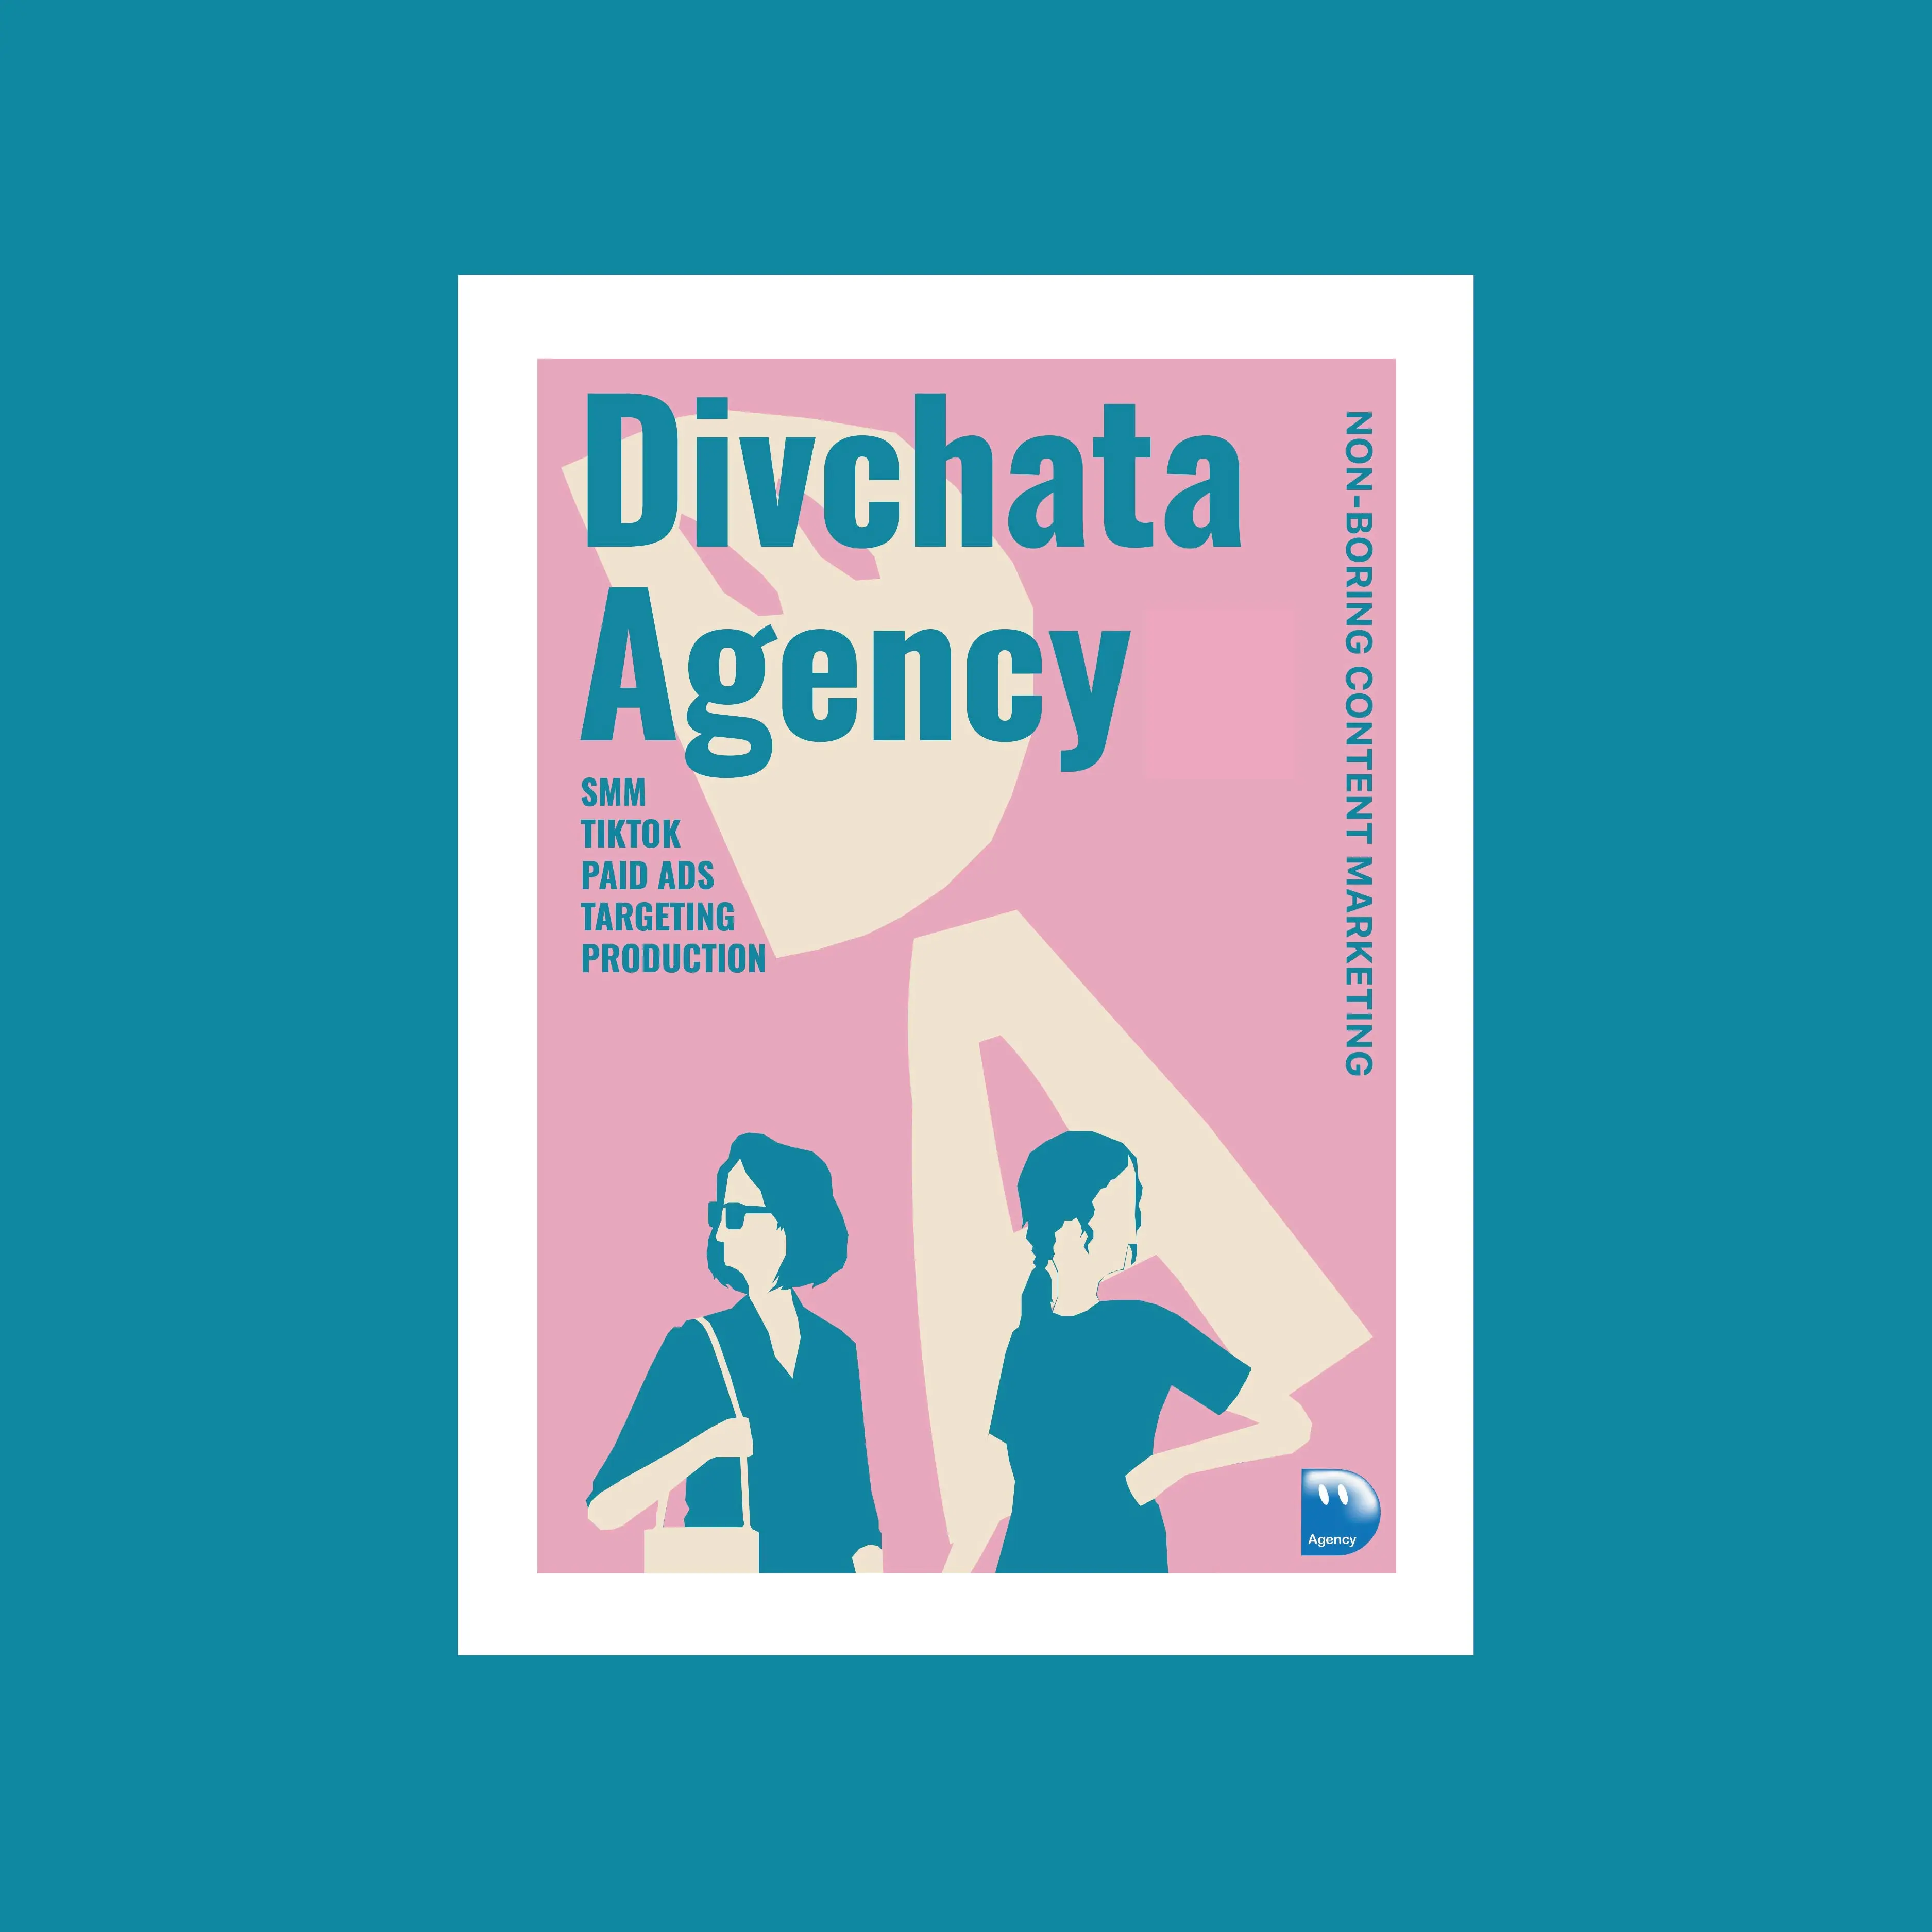 Divchata
Agency
SMM
TIKTOK
PAID ADS
TARGETING
PRODUCTION
NON-BORING CONTENT MARKETING
Agency